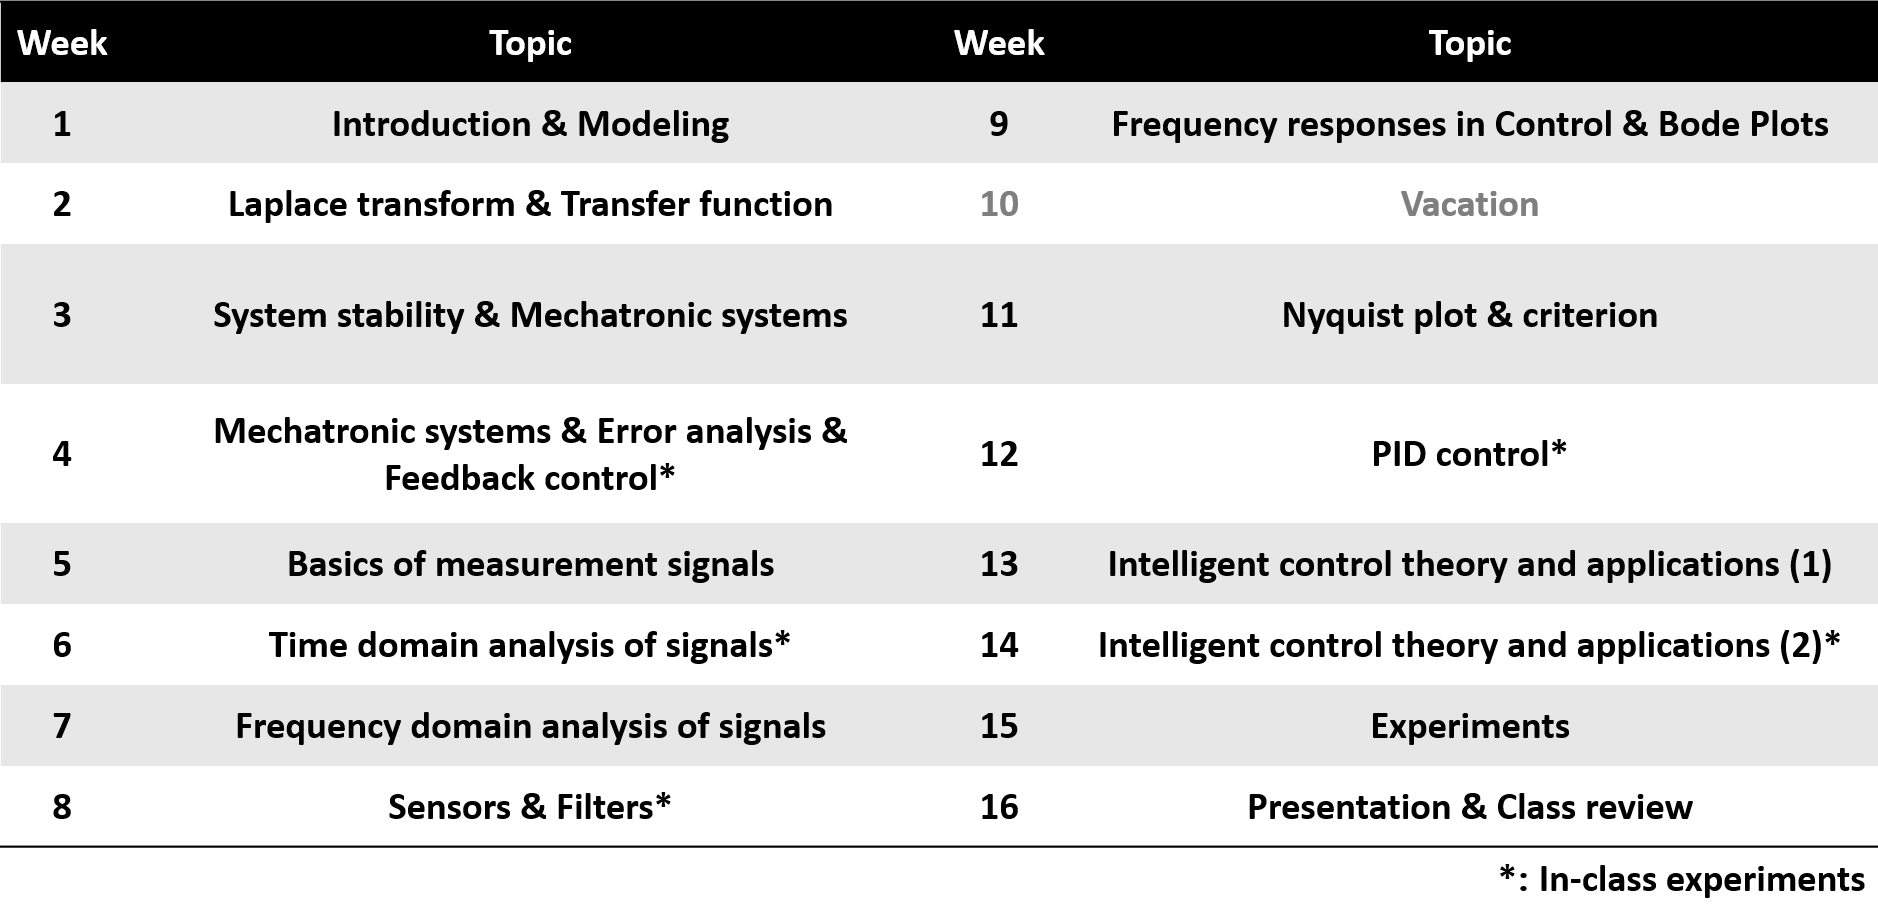 Week Topic Week Topic
1 Introduction & Modeling 9 Frequency responses in Control & Bode Plots
2 Laplace transform & Transfer function 10 Vacation
3 System stability & Mechatronic systems 11 Nyquist plot & criterion
4 Mechatronic systems & Error analysis &
Feedback control* 12 PID control*
5 Basics of measurement signals 13 Intelligent control theory and applications (1)
6 Time domain analysis of signals* 14 Intelligent control theory and applications (2)*
7 Frequency domain analysis of signals 15 Experiments
8 Sensors & Filters* 16 Presentation & Class review
*: In-class experiments